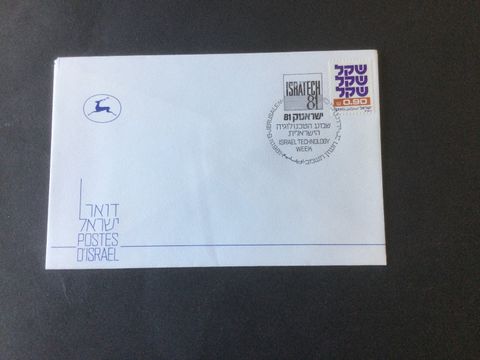 ISRATECH
81
ישראטק 81
שבוע הטכנולוגיה
הישראלית
ISRAEL TECHNOLOGY
WEEK
JERUSALEM
שקל
שקל
שקל
0.90
דואר
ישראל
POSTES
D'ISRAEL